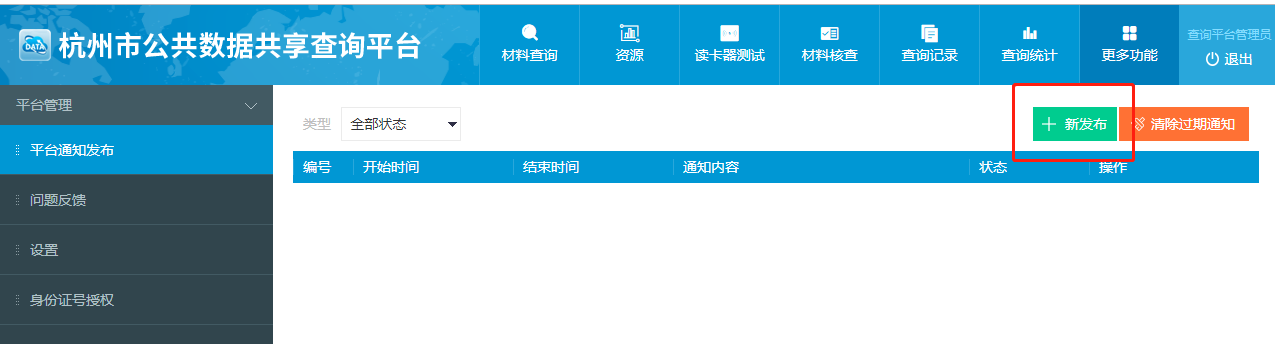 DATA 杭州市公共数据共享查询平台
材料查询 资源 读卡器测试 材料核查 查询记录 查询统计 更多功能
查询平台管理员
退出
平台管理
平台通知发布
问题反馈
设置
身份证号授权
类型 全部状态 新发布 清除过期通知
编号 开始时间 结束时间 通知内容 状态 操作